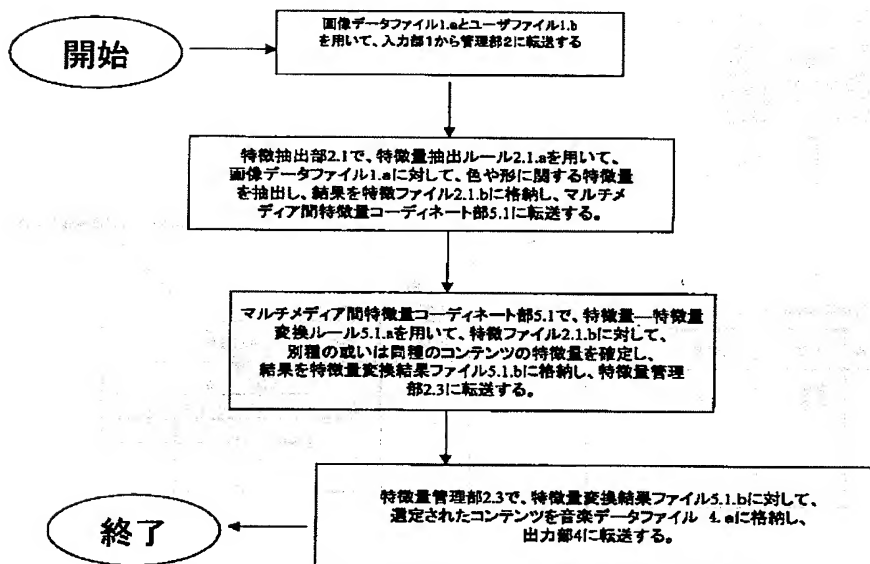 画像データファイル1.aとユーザファイル1.b
を用いて、入力部1から管理部2に転送する
開始
特徴抽出部2.1で、特徴量抽出ルール2.1.aを用いて、
画像データファイル1.aに対して、色や形に関する特徴量
を抽出し、結果を特徴ファイル2.1.bに格納し、マルチメ
ディア間特徴量コーディネート部5.1に転送する。
マルチメディア間特徴量コーディネート部5.1で、特徴量―特徴量
変換ルール5.1.aを用いて、特徴ファイル2.1.bに対して、
別種の或いは同種のコンテンツの特徴量を確定し、
結果を特徴量変換結果ファイル5.1.bに格納し、特徴量管理
部2.3に転送する。
特徴量管理部2.3で、特徴量変換結果ファイル5.1.bに対して、
選定されたコンテンツを音楽データファイル 4.aに格納し、
出力部4に転送する。
終了